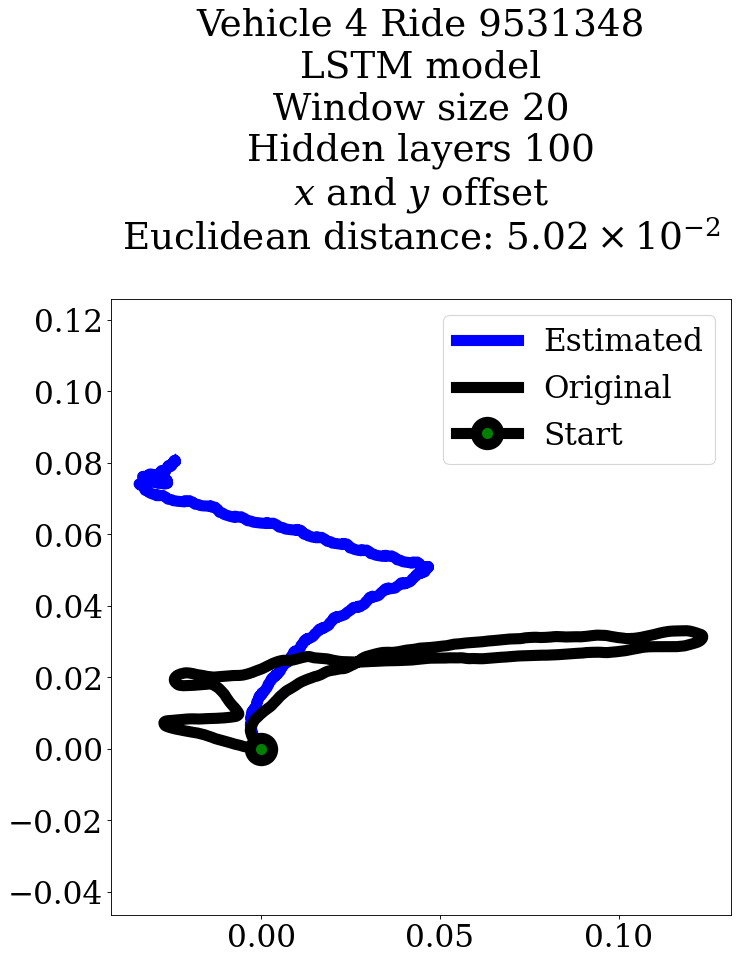 Vehicle 4 Ride 9531348
LSTM model
Window size 20
Hidden layers 100
x and y offset
Euclidean distance: 5.02 × 10⁻²
Estimated
Original
Start
0.12
0.10
0.08
0.06
0.04
0.02
0.00
−0.02
−0.04
0.00 0.05 0.10